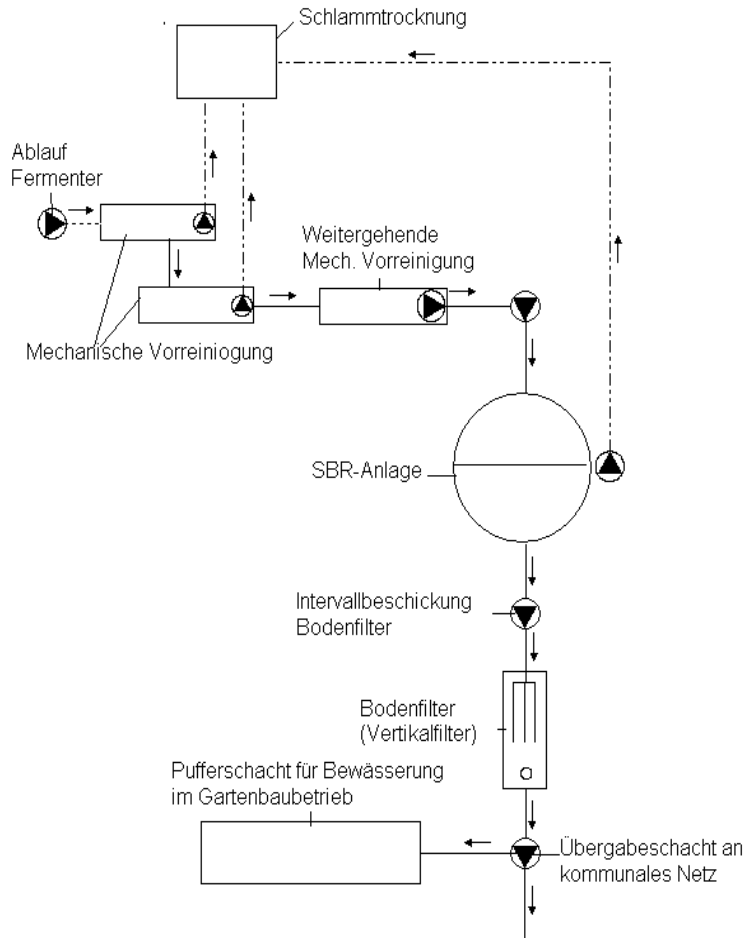 Schlammtrocknung
Ablauf
Fermenter
Weitergehende
Mech. Vorreinigung
Mechanische Vorreiniogung
SBR-Anlage
Intervallbeschickung
Bodenfilter
Bodenfilter
(Vertikalfilter)
Pufferschacht für Bewässerung
im Gartenbaubetrieb
Übergabeschacht an
kommunales Netz